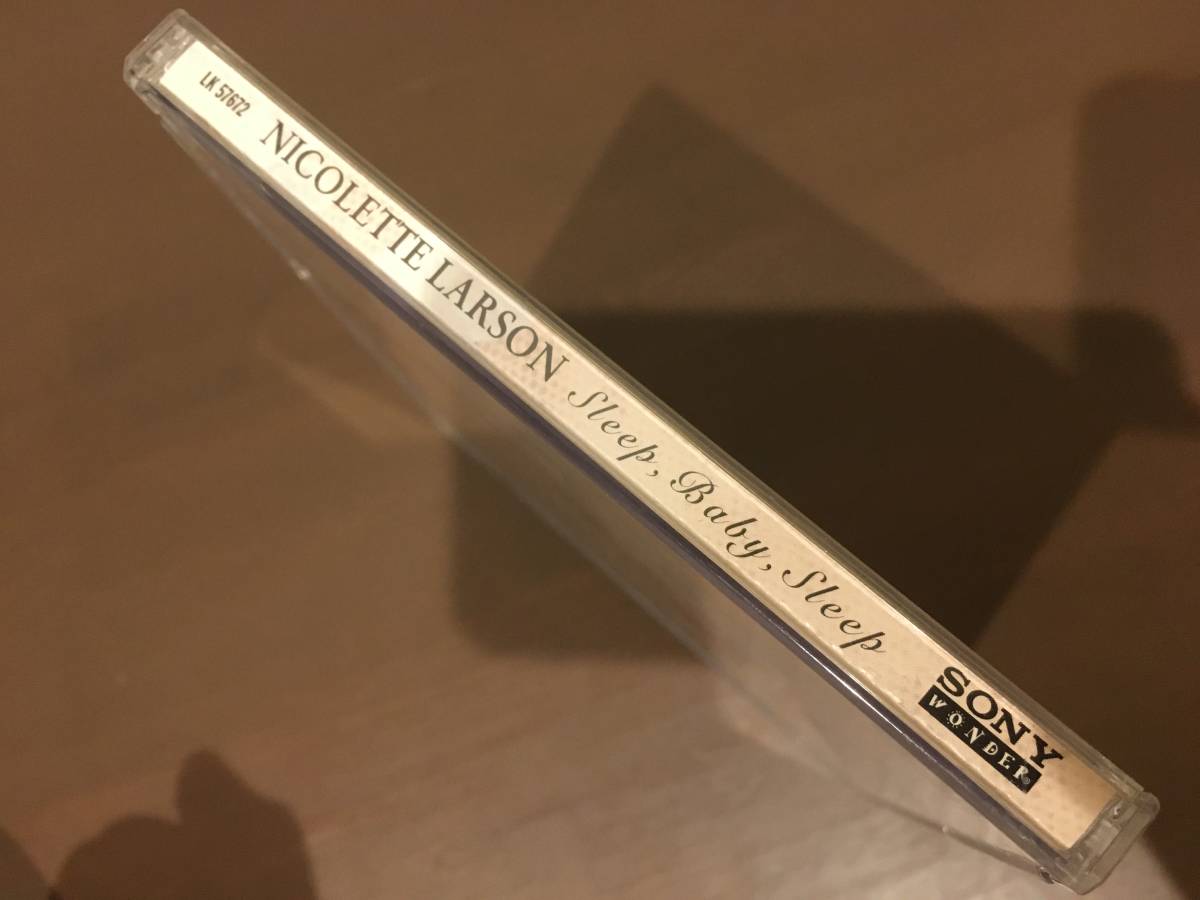 LK 57672 NICOLETTE LARSON Sleep, Baby, Sleep
SONY
WONDER